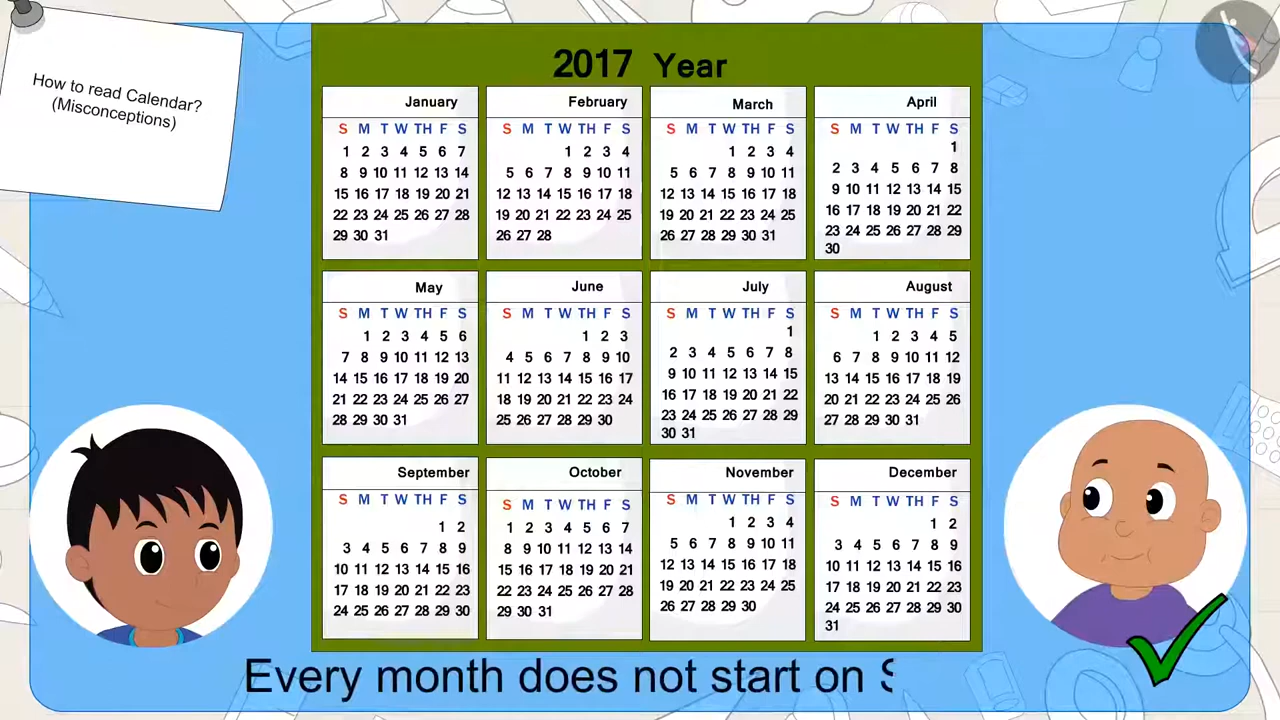 How to read Calendar?
(Misconceptions)
2017 Year
January
S M T W TH F S
1 2 3 4 5 6 7
8 9 10 11 12 13 14
15 16 17 18 19 20 21
22 23 24 25 26 27 28
29 30 31
February
S M T W TH F S
1 2 3 4
5 6 7 8 9 10 11
12 13 14 15 16 17 18
19 20 21 22 23 24 25
26 27 28
March
S M T W TH F S
1 2 3 4
5 6 7 8 9 10 11
12 13 14 15 16 17 18
19 20 21 22 23 24 25
26 27 28 29 30 31
April
S M T W TH F S
1
2 3 4 5 6 7 8
9 10 11 12 13 14 15
16 17 18 19 20 21 22
23 24 25 26 27 28 29
30
May
S M T W TH F S
1 2 3 4 5 6
7 8 9 10 11 12 13
14 15 16 17 18 19 20
21 22 23 24 25 26 27
28 29 30 31
June
S M T W TH F S
1 2 3
4 5 6 7 8 9 10
11 12 13 14 15 16 17
18 19 20 21 22 23 24
25 26 27 28 29 30
July
S M T W TH F S
1
2 3 4 5 6 7 8
9 10 11 12 13 14 15
16 17 18 19 20 21 22
23 24 25 26 27 28 29
30 31
August
S M T W TH F S
1 2 3 4 5
6 7 8 9 10 11 12
13 14 15 16 17 18 19
20 21 22 23 24 25 26
27 28 29 30 31
September
S M T W TH F S
1 2
3 4 5 6 7 8 9
10 11 12 13 14 15 16
17 18 19 20 21 22 23
24 25 26 27 28 29 30
October
S M T W TH F S
1 2 3 4 5 6 7
8 9 10 11 12 13 14
15 16 17 18 19 20 21
22 23 24 25 26 27 28
29 30 31
November
S M T W TH F S
1 2 3 4
5 6 7 8 9 10 11
12 13 14 15 16 17 18
19 20 21 22 23 24 25
26 27 28 29 30
December
S M T W TH F S
1 2
3 4 5 6 7 8 9
10 11 12 13 14 15 16
17 18 19 20 21 22 23
24 25 26 27 28 29 30
31
Every month does not start on